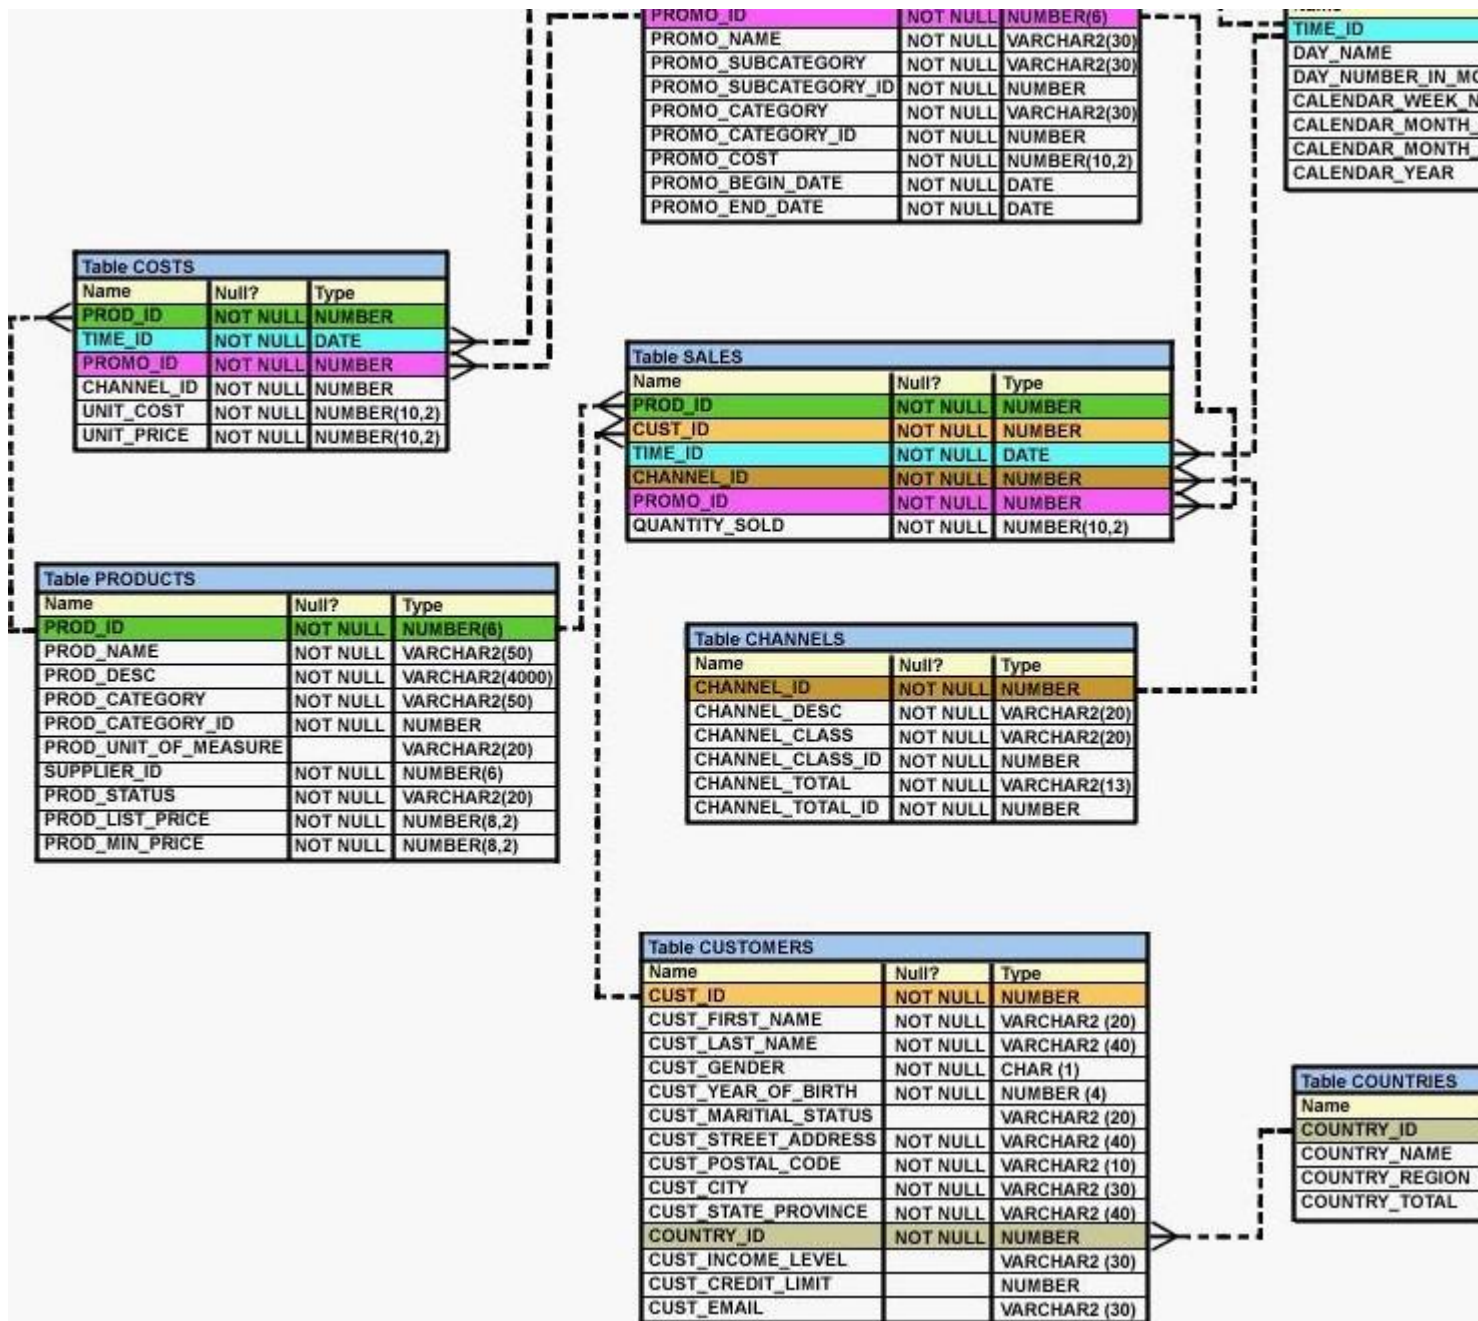 PROMO_ID NOT NULL NUMBER(6)
PROMO_NAME NOT NULL VARCHAR2(30)
PROMO_SUBCATEGORY NOT NULL VARCHAR2(30)
PROMO_SUBCATEGORY_ID NOT NULL NUMBER
PROMO_CATEGORY NOT NULL VARCHAR2(30)
PROMO_CATEGORY_ID NOT NULL NUMBER
PROMO_COST NOT NULL NUMBER(10,2)
PROMO_BEGIN_DATE NOT NULL DATE
PROMO_END_DATE NOT NULL DATE
TIME_ID
DAY_NAME
DAY_NUMBER_IN_MO
CALENDAR_WEEK_N
CALENDAR_MONTH_
CALENDAR_MONTH_
CALENDAR_YEAR
Table COSTS
Name Null? Type
PROD_ID NOT NULL NUMBER
TIME_ID NOT NULL DATE
PROMO_ID NOT NULL NUMBER
CHANNEL_ID NOT NULL NUMBER
UNIT_COST NOT NULL NUMBER(10,2)
UNIT_PRICE NOT NULL NUMBER(10,2)
Table SALES
Name Null? Type
PROD_ID NOT NULL NUMBER
CUST_ID NOT NULL NUMBER
TIME_ID NOT NULL DATE
CHANNEL_ID NOT NULL NUMBER
PROMO_ID NOT NULL NUMBER
QUANTITY_SOLD NOT NULL NUMBER(10,2)
Table PRODUCTS
Name Null? Type
PROD_ID NOT NULL NUMBER(6)
PROD_NAME NOT NULL VARCHAR2(50)
PROD_DESC NOT NULL VARCHAR2(4000)
PROD_CATEGORY NOT NULL VARCHAR2(50)
PROD_CATEGORY_ID NOT NULL NUMBER
PROD_UNIT_OF_MEASURE VARCHAR2(20)
SUPPLIER_ID NOT NULL NUMBER(6)
PROD_STATUS NOT NULL VARCHAR2(20)
PROD_LIST_PRICE NOT NULL NUMBER(8,2)
PROD_MIN_PRICE NOT NULL NUMBER(8,2)
Table CHANNELS
Name Null? Type
CHANNEL_ID NOT NULL NUMBER
CHANNEL_DESC NOT NULL VARCHAR2(20)
CHANNEL_CLASS NOT NULL VARCHAR2(20)
CHANNEL_CLASS_ID NOT NULL NUMBER
CHANNEL_TOTAL NOT NULL VARCHAR2(13)
CHANNEL_TOTAL_ID NOT NULL NUMBER
Table CUSTOMERS
Name Null? Type
CUST_ID NOT NULL NUMBER
CUST_FIRST_NAME NOT NULL VARCHAR2 (20)
CUST_LAST_NAME NOT NULL VARCHAR2 (40)
CUST_GENDER NOT NULL CHAR (1)
CUST_YEAR_OF_BIRTH NOT NULL NUMBER (4)
CUST_MARITIAL_STATUS VARCHAR2 (20)
CUST_STREET_ADDRESS NOT NULL VARCHAR2 (40)
CUST_POSTAL_CODE NOT NULL VARCHAR2 (10)
CUST_CITY NOT NULL VARCHAR2 (30)
CUST_STATE_PROVINCE NOT NULL VARCHAR2 (40)
COUNTRY_ID NOT NULL NUMBER
CUST_INCOME_LEVEL VARCHAR2 (30)
CUST_CREDIT_LIMIT NUMBER
CUST_EMAIL VARCHAR2 (30)
Table COUNTRIES
Name
COUNTRY_ID
COUNTRY_NAME
COUNTRY_REGION
COUNTRY_TOTAL